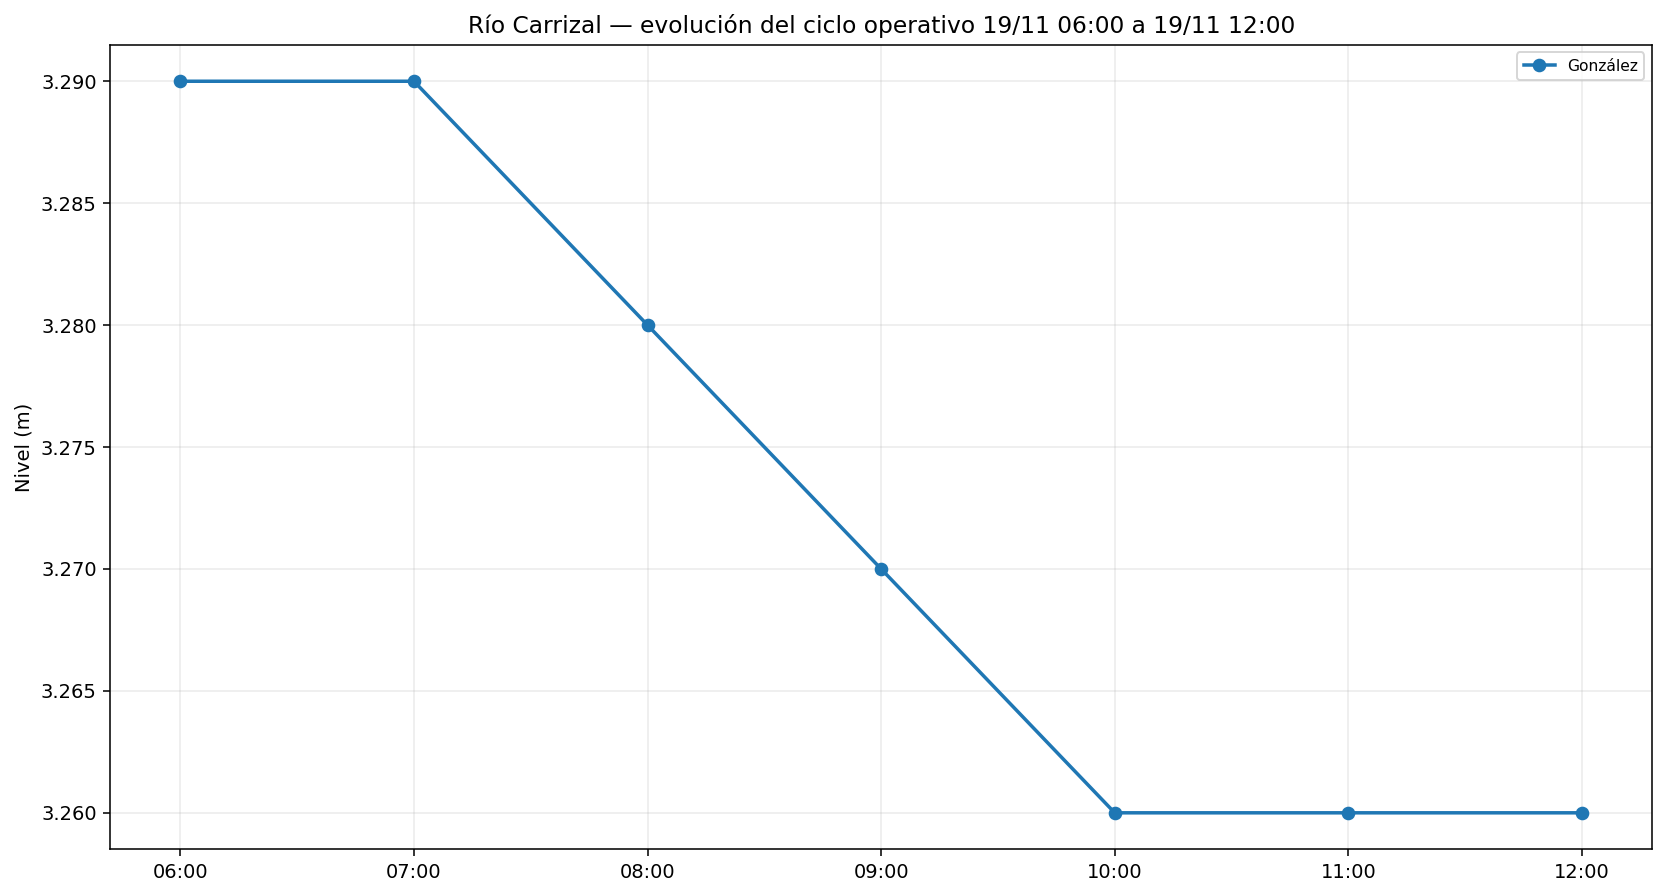 Río Carrizal — evolución del ciclo operativo 19/11 06:00 a 19/11 12:00
González
Nivel (m)
3.290
3.285
3.280
3.275
3.270
3.265
3.260
06:00 07:00 08:00 09:00 10:00 11:00 12:00